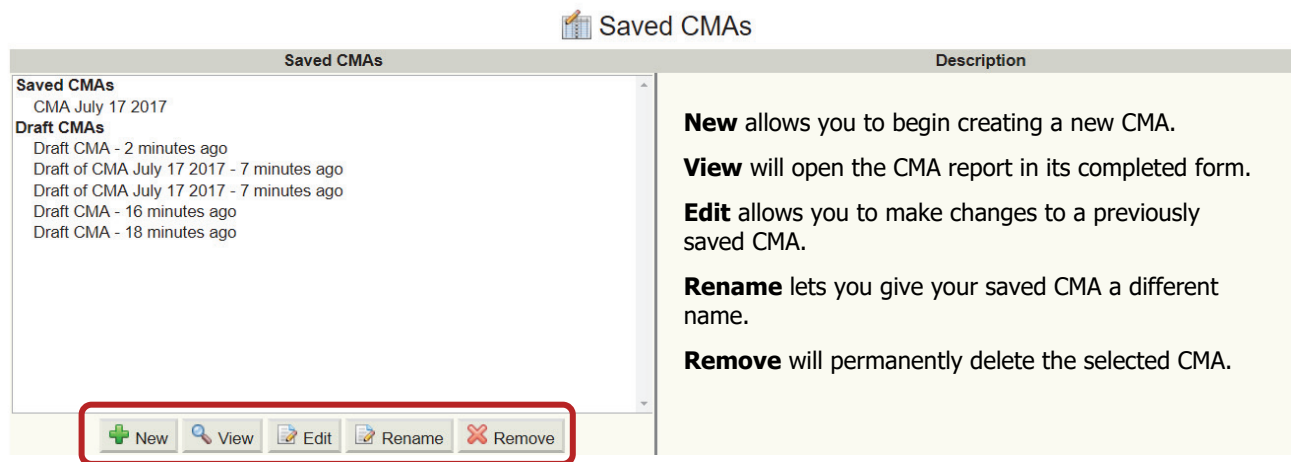 Saved CMAs
Saved CMAs
Description
Saved CMAs
CMA July 17 2017
Draft CMAs
Draft CMA - 2 minutes ago
Draft of CMA July 17 2017 - 7 minutes ago
Draft of CMA July 17 2017 - 7 minutes ago
Draft CMA - 16 minutes ago
Draft CMA - 18 minutes ago
New View Edit Rename Remove
New allows you to begin creating a new CMA.
View will open the CMA report in its completed form.
Edit allows you to make changes to a previously
saved CMA.
Rename lets you give your saved CMA a different
name.
Remove will permanently delete the selected CMA.